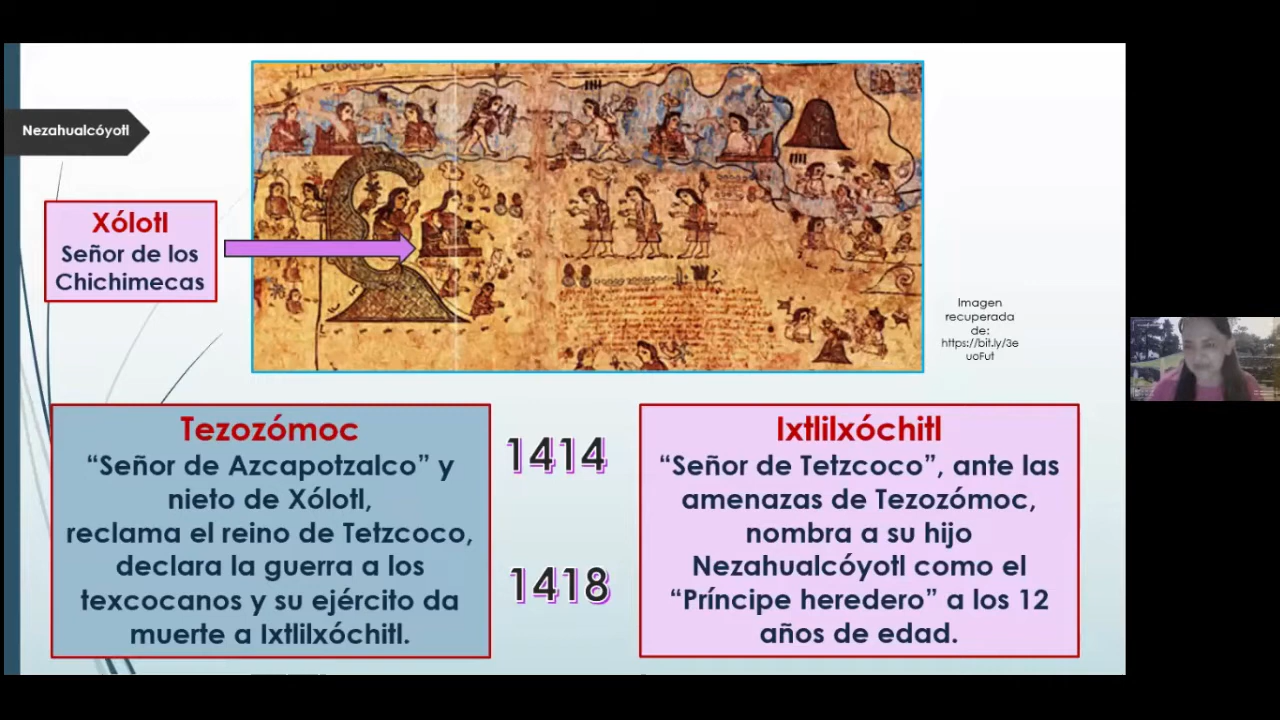 Nezahualcóyotl
Xólotl
Señor de los
Chichimecas
Imagen
recuperada
de:
https://bit.ly/3e
uoFut
Tezozómoc
“Señor de Azcapotzalco” y
nieto de Xólotl,
reclama el reino de Tetzcoco,
declara la guerra a los
texcocanos y su ejército da
muerte a Ixtlilxóchitl.
1414
1418
Ixtlilxóchitl
“Señor de Tetzcoco”, ante las
amenazas de Tezozómoc,
nombra a su hijo
Nezahualcóyotl como el
“Príncipe heredero” a los 12
años de edad.